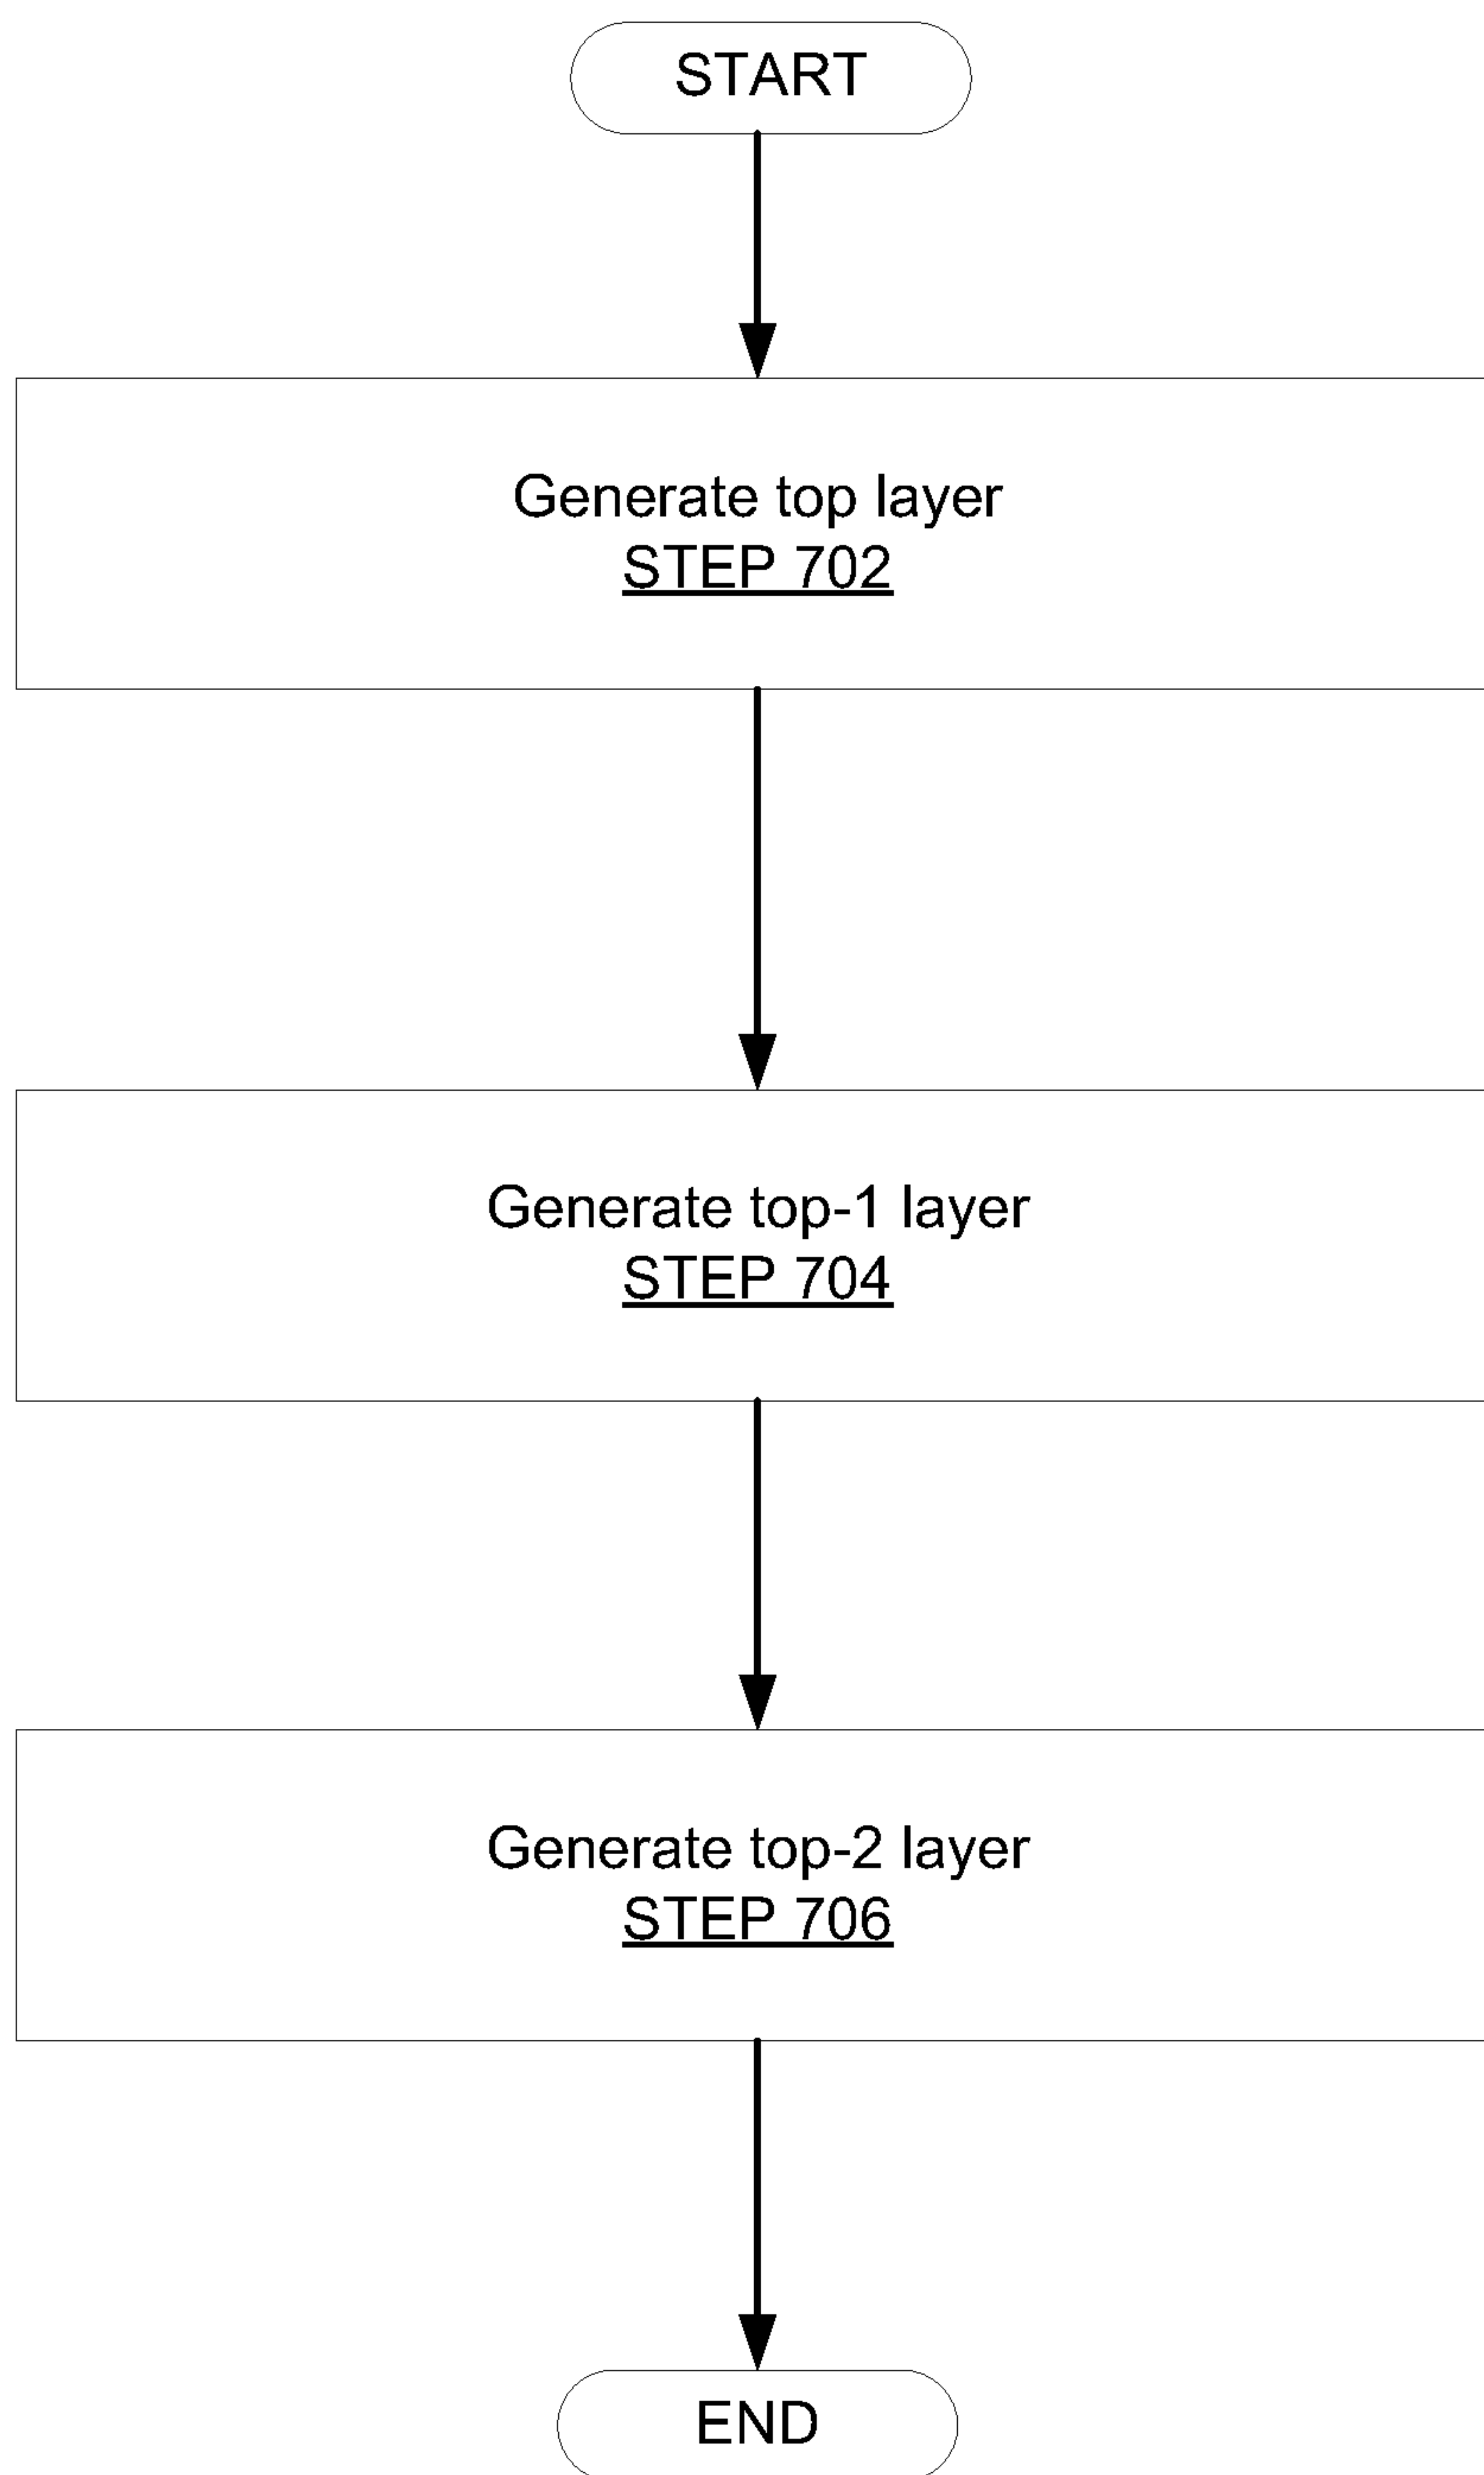 START
Generate top layer
STEP 702
Generate top-1 layer
STEP 704
Generate top-2 layer
STEP 706
END